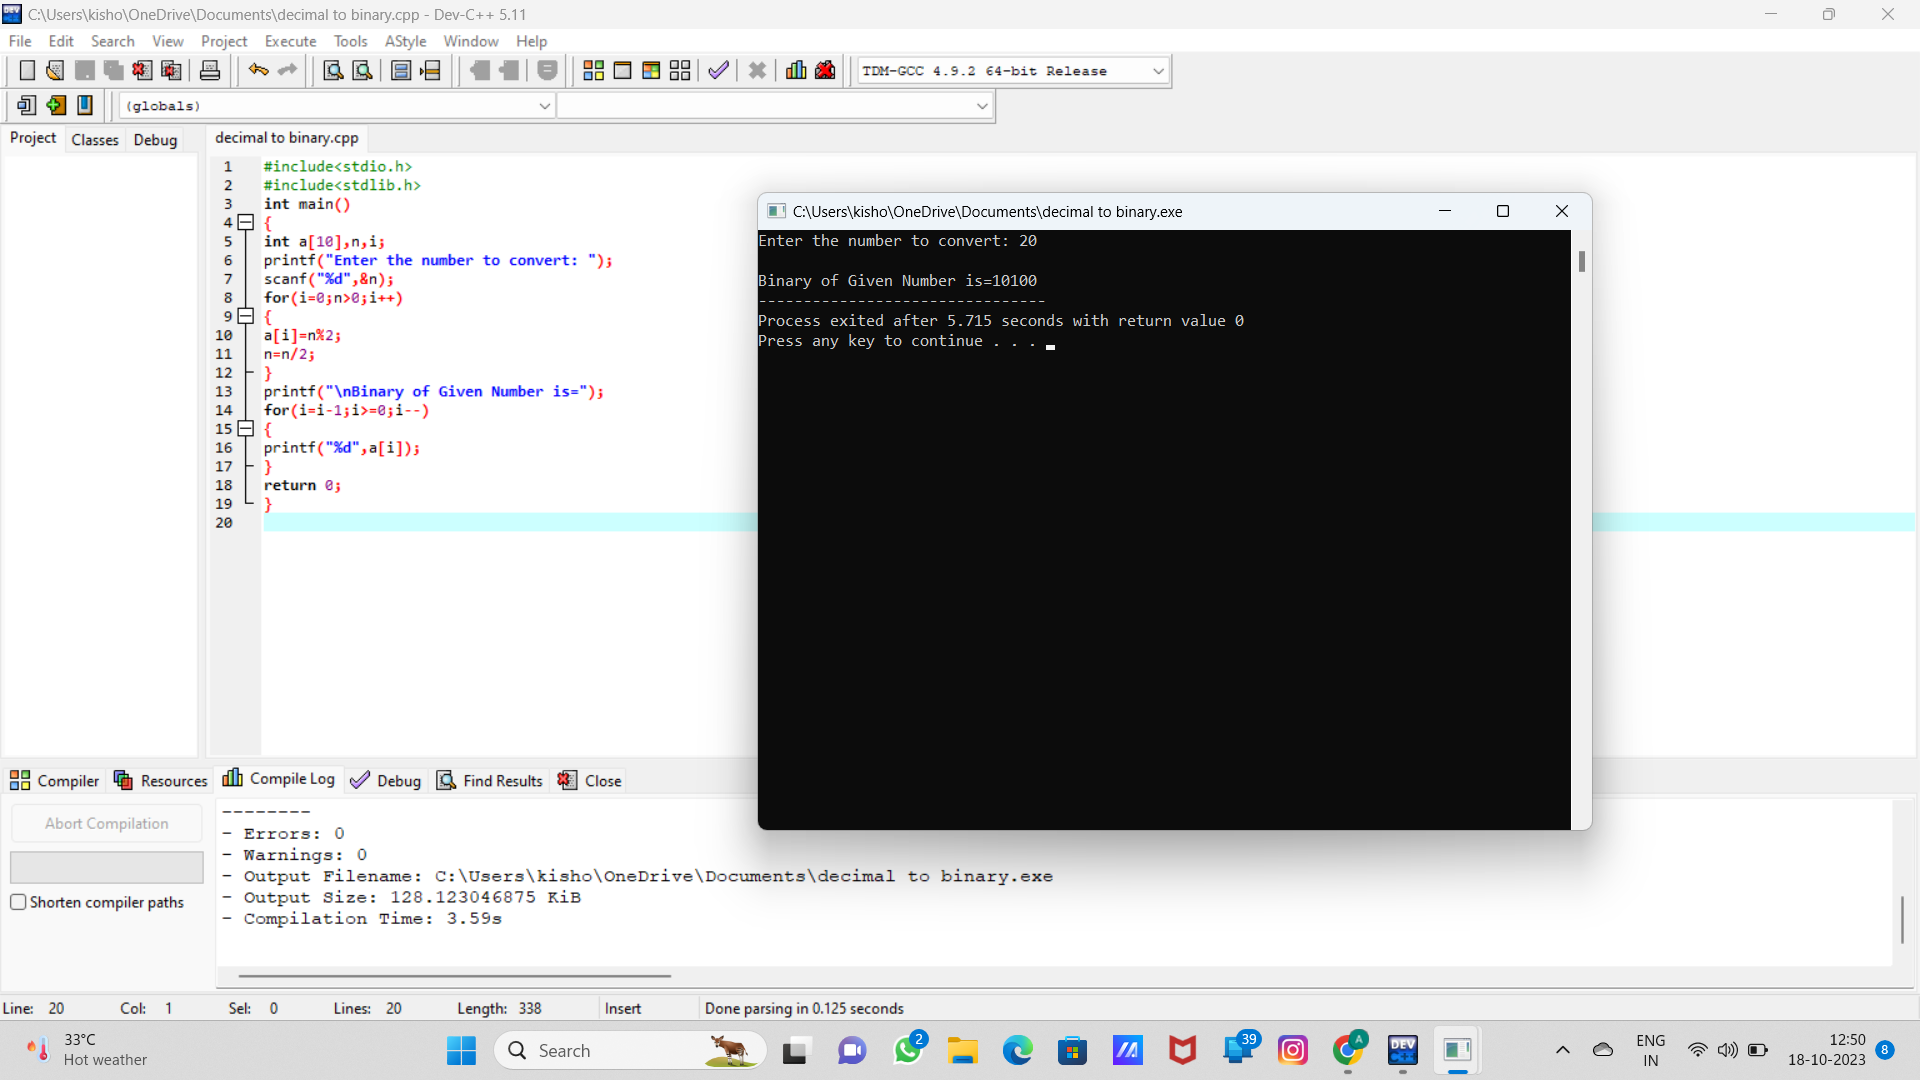 C:\Users\kisho\OneDrive\Documents\decimal to binary.cpp - Dev-C++ 5.11
File Edit Search View Project Execute Tools AStyle Window Help
TDM-GCC 4.9.2 64-bit Release
(globals)
Project Classes Debug
decimal to binary.cpp
1 #include<stdio.h>
2 #include<stdlib.h>
3 int main()
4 {
5 int a[10],n,i;
6 printf("Enter the number to convert: ");
7 scanf("%d",&n);
8 for(i=0;n>0;i++)
9 {
10 a[i]=n%2;
11 n=n/2;
12 }
13 printf("\nBinary of Given Number is=");
14 for(i=i-1;i>=0;i--)
15 {
16 printf("%d",a[i]);
17 }
18 return 0;
19 }
20
C:\Users\kisho\OneDrive\Documents\decimal to binary.exe
Enter the number to convert: 20
Binary of Given Number is=10100
--------------------------------
Process exited after 5.715 seconds with return value 0
Press any key to continue . . .
Compiler Resources Compile Log Debug Find Results Close
Abort Compilation
Shorten compiler paths
--------
- Errors: 0
- Warnings: 0
- Output Filename: C:\Users\kisho\OneDrive\Documents\decimal to binary.exe
- Output Size: 128.123046875 KiB
- Compilation Time: 3.59s
Line: 20 Col: 1 Sel: 0 Lines: 20 Length: 338 Insert Done parsing in 0.125 seconds
33°C
Hot weather
Search
2
39
A
DEV
C++
ENG
IN
12:50
18-10-2023
8